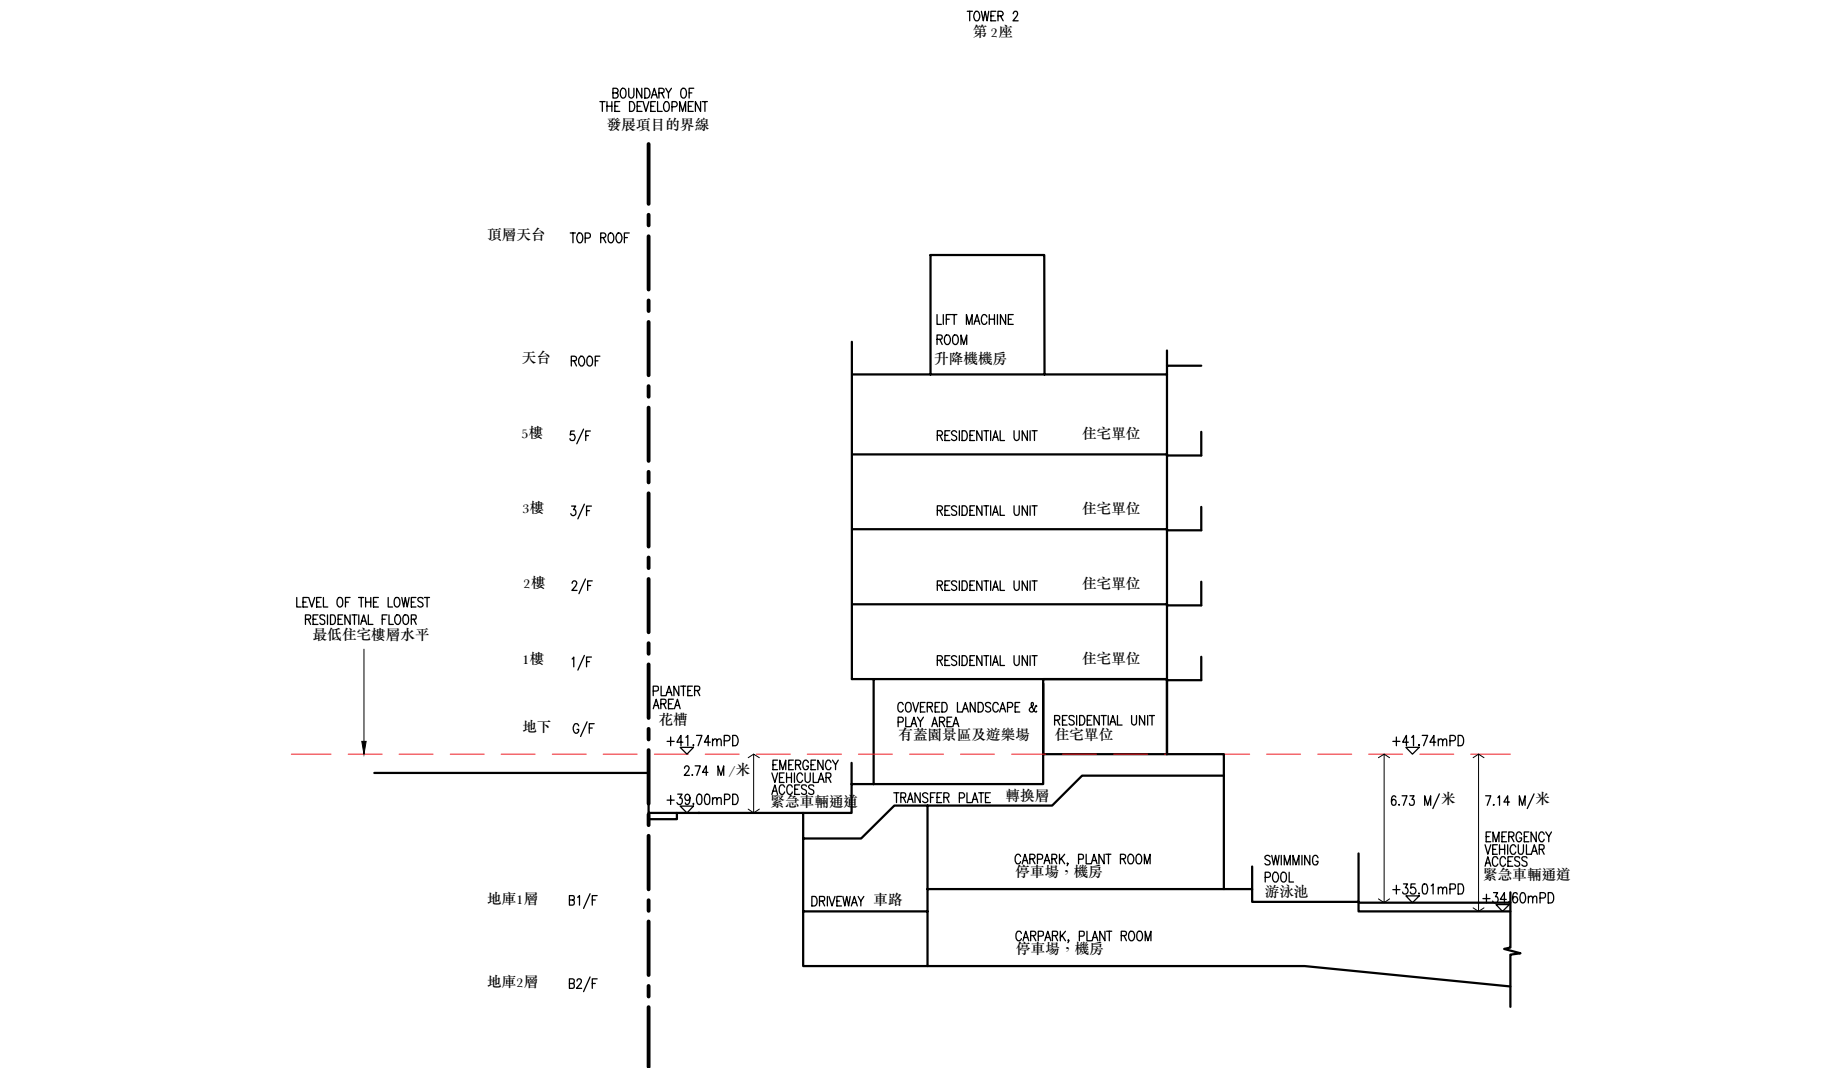 TOWER 2
第2座
BOUNDARY OF
THE DEVELOPMENT
發展項目的界線
頂層天台 TOP ROOF
LIFT MACHINE
ROOM
升降機機房
天台 ROOF
5樓 5/F
RESIDENTIAL UNIT 住宅單位
3樓 3/F
RESIDENTIAL UNIT 住宅單位
2樓 2/F
RESIDENTIAL UNIT 住宅單位
LEVEL OF THE LOWEST
RESIDENTIAL FLOOR
最低住宅樓層水平
1樓 1/F
RESIDENTIAL UNIT 住宅單位
PLANTER
AREA
花槽
地下 G/F
COVERED LANDSCAPE &
PLAY AREA
有蓋園景區及遊樂場
RESIDENTIAL UNIT
住宅單位
+41.74mPD
+41.74mPD
2.74 M/米
EMERGENCY
VEHICULAR
ACCESS
緊急車輛通道
+39.00mPD
TRANSFER PLATE 轉換層
6.73 M/米
7.14 M/米
EMERGENCY
VEHICULAR
ACCESS
緊急車輛通道
CARPARK, PLANT ROOM
停車場，機房
SWIMMING
POOL
游泳池
+35.01mPD
+34.60mPD
地庫1層 B1/F
DRIVEWAY 車路
CARPARK, PLANT ROOM
停車場，機房
地庫2層 B2/F